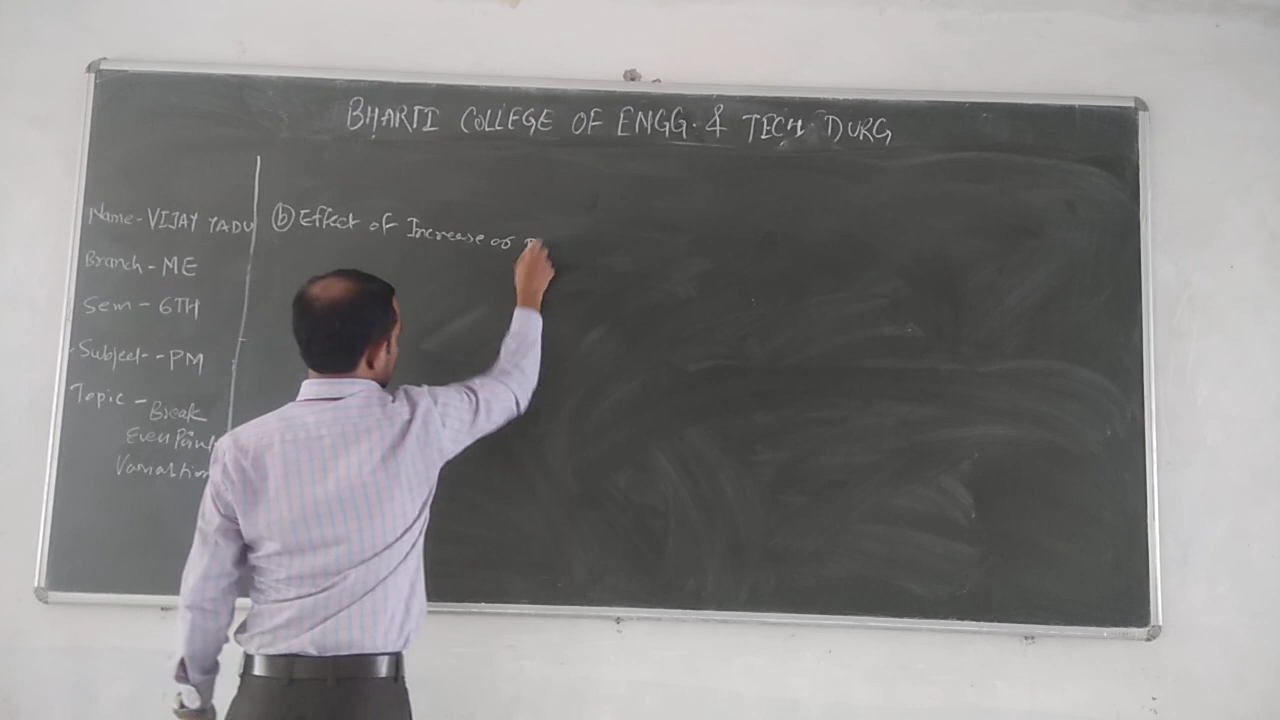 BHARTI COLLEGE OF ENGG. & TECH DURG
Name - VIJAY YADU
Branch - ME
Sem - 6TH
Subject - PM
Topic - Break
Even Point
Variation
(b) Effect of Increase or